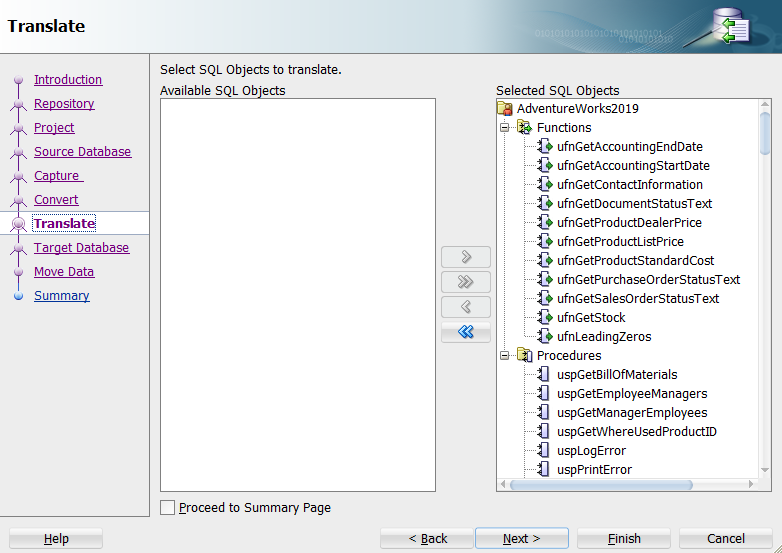 Translate
Introduction
Repository
Project
Source Database
Capture
Convert
Translate
Target Database
Move Data
Summary
Select SQL Objects to translate.
Available SQL Objects
Selected SQL Objects
AdventureWorks2019
Functions
ufnGetAccountingEndDate
ufnGetAccountingStartDate
ufnGetContactInformation
ufnGetDocumentStatusText
ufnGetProductDealerPrice
ufnGetProductListPrice
ufnGetProductStandardCost
ufnGetPurchaseOrderStatusText
ufnGetSalesOrderStatusText
ufnGetStock
ufnLeadingZeros
Procedures
uspGetBillOfMaterials
uspGetEmployeeManagers
uspGetManagerEmployees
uspGetWhereUsedProductID
uspLogError
uspPrintError
Proceed to Summary Page
Help
< Back
Next >
Finish
Cancel